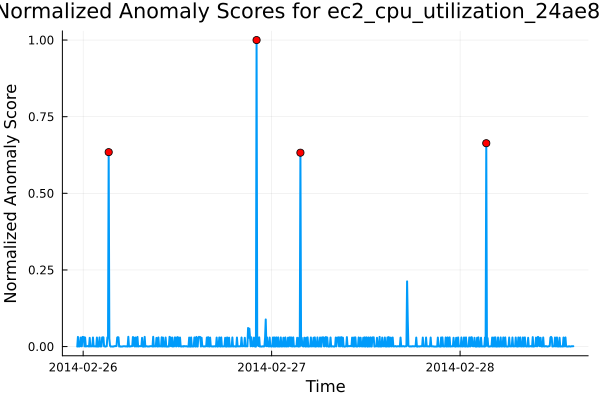 Normalized Anomaly Scores for ec2_cpu_utilization_24ae8
Normalized Anomaly Score
1.00
0.75
0.50
0.25
0.00
2014-02-26 2014-02-27 2014-02-28
Time